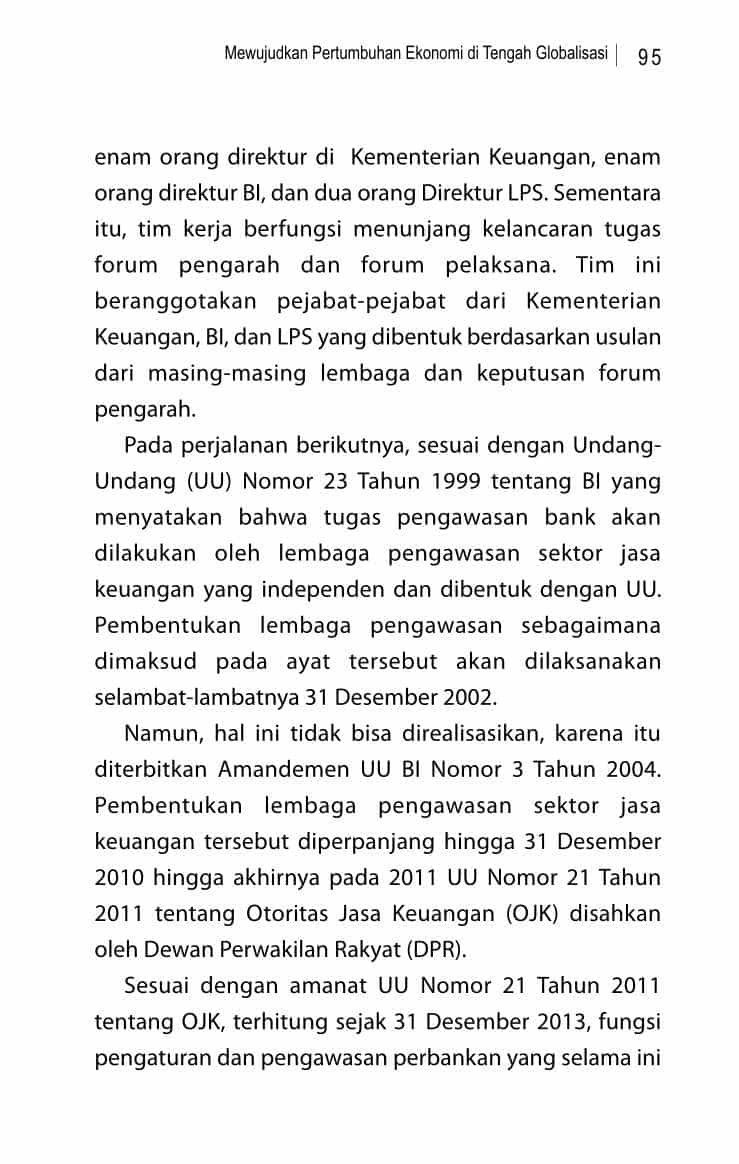 Mewujudkan Pertumbuhan Ekonomi di Tengah Globalisasi | 95
enam orang direktur di Kementerian Keuangan, enam
orang direktur BI, dan dua orang Direktur LPS. Sementara
itu, tim kerja berfungsi menunjang kelancaran tugas
forum pengarah dan forum pelaksana. Tim ini
beranggotakan pejabat-pejabat dari Kementerian
Keuangan, BI, dan LPS yang dibentuk berdasarkan usulan
dari masing-masing lembaga dan keputusan forum
pengarah.
Pada perjalanan berikutnya, sesuai dengan Undang-
Undang (UU) Nomor 23 Tahun 1999 tentang BI yang
menyatakan bahwa tugas pengawasan bank akan
dilakukan oleh lembaga pengawasan sektor jasa
keuangan yang independen dan dibentuk dengan UU.
Pembentukan lembaga pengawasan sebagaimana
dimaksud pada ayat tersebut akan dilaksanakan
selambat-lambatnya 31 Desember 2002.
Namun, hal ini tidak bisa direalisasikan, karena itu
diterbitkan Amandemen UU BI Nomor 3 Tahun 2004.
Pembentukan lembaga pengawasan sektor jasa
keuangan tersebut diperpanjang hingga 31 Desember
2010 hingga akhirnya pada 2011 UU Nomor 21 Tahun
2011 tentang Otoritas Jasa Keuangan (OJK) disahkan
oleh Dewan Perwakilan Rakyat (DPR).
Sesuai dengan amanat UU Nomor 21 Tahun 2011
tentang OJK, terhitung sejak 31 Desember 2013, fungsi
pengaturan dan pengawasan perbankan yang selama ini